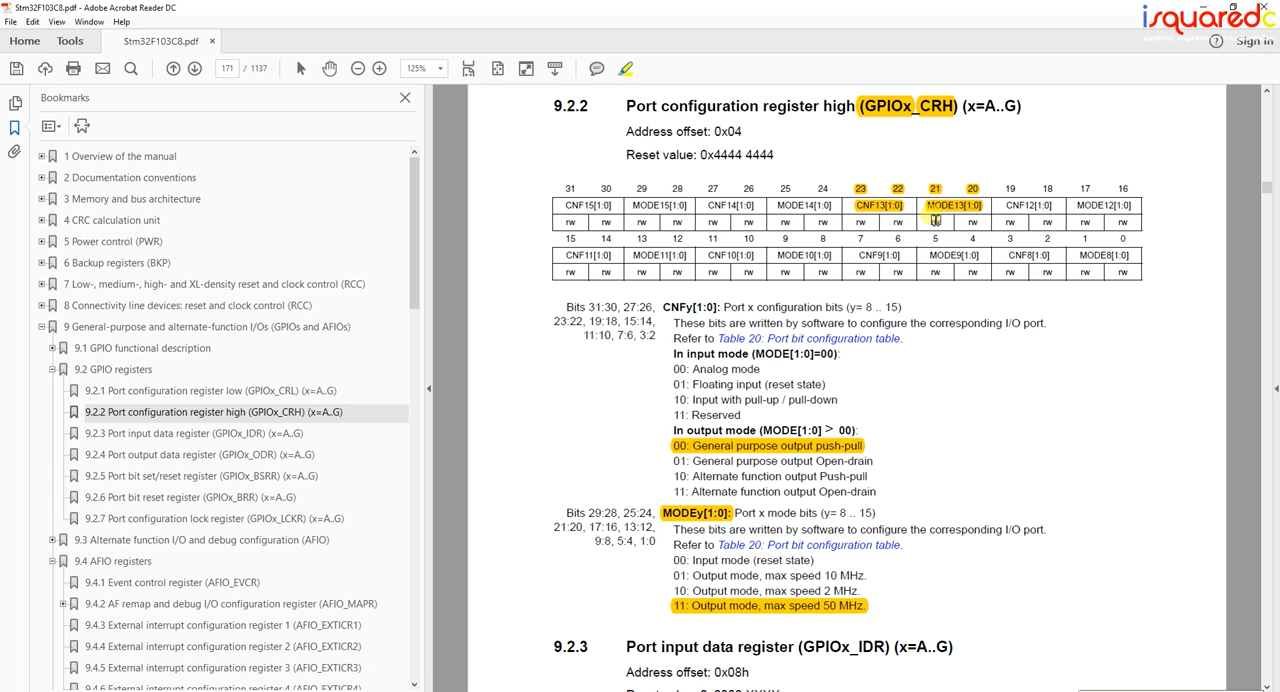 Stm32F103C8.pdf - Adobe Acrobat Reader DC
isquaredc
File Edit View Window Help
Home Tools Stm32F103C8.pdf × Sign In
171 / 1137 125%
Bookmarks
1 Overview of the manual
2 Documentation conventions
3 Memory and bus architecture
4 CRC calculation unit
5 Power control (PWR)
6 Backup registers (BKP)
7 Low-, medium-, high- and XL-density reset and clock control (RCC)
8 Connectivity line devices: reset and clock control (RCC)
9 General-purpose and alternate-function I/Os (GPIOs and AFIOs)
9.1 GPIO functional description
9.2 GPIO registers
9.2.1 Port configuration register low (GPIOx_CRL) (x=A..G)
9.2.2 Port configuration register high (GPIOx_CRH) (x=A..G)
9.2.3 Port input data register (GPIOx_IDR) (x=A..G)
9.2.4 Port output data register (GPIOx_ODR) (x=A..G)
9.2.5 Port bit set/reset register (GPIOx_BSRR) (x=A..G)
9.2.6 Port bit reset register (GPIOx_BRR) (x=A..G)
9.2.7 Port configuration lock register (GPIOx_LCKR) (x=A..G)
9.3 Alternate function I/O and debug configuration (AFIO)
9.4 AFIO registers
9.4.1 Event control register (AFIO_EVCR)
9.4.2 AF remap and debug I/O configuration register (AFIO_MAPR)
9.4.3 External interrupt configuration register 1 (AFIO_EXTICR1)
9.4.4 External interrupt configuration register 2 (AFIO_EXTICR2)
9.4.5 External interrupt configuration register 3 (AFIO_EXTICR3)
9.4.6 External interrupt configuration register 4 (AFIO_EXTICR4)
9.2.2 Port configuration register high (GPIOx_CRH) (x=A..G)
Address offset: 0x04
Reset value: 0x4444 4444
31 30 29 28 27 26 25 24 23 22 21 20 19 18 17 16
CNF15[1:0] MODE15[1:0] CNF14[1:0] MODE14[1:0] CNF13[1:0] MODE13[1:0] CNF12[1:0] MODE12[1:0]
rw rw rw rw rw rw rw rw rw rw rw rw rw rw rw
15 14 13 12 11 10 9 8 7 6 5 4 3 2 1 0
CNF11[1:0] MODE11[1:0] CNF10[1:0] MODE10[1:0] CNF9[1:0] MODE9[1:0] CNF8[1:0] MODE8[1:0]
rw rw rw rw rw rw rw rw rw rw rw rw rw rw rw rw
Bits 31:30, 27:26, CNFy[1:0]: Port x configuration bits (y= 8 .. 15)
23:22, 19:18, 15:14, These bits are written by software to configure the corresponding I/O port.
11:10, 7:6, 3:2 Refer to Table 20: Port bit configuration table.
In input mode (MODE[1:0]=00):
00: Analog mode
01: Floating input (reset state)
10: Input with pull-up / pull-down
11: Reserved
In output mode (MODE[1:0] > 00):
00: General purpose output push-pull
01: General purpose output Open-drain
10: Alternate function output Push-pull
11: Alternate function output Open-drain
Bits 29:28, 25:24, MODEy[1:0]: Port x mode bits (y= 8 .. 15)
21:20, 17:16, 13:12, These bits are written by software to configure the corresponding I/O port.
9:8, 5:4, 1:0 Refer to Table 20: Port bit configuration table.
00: Input mode (reset state)
01: Output mode, max speed 10 MHz.
10: Output mode, max speed 2 MHz.
11: Output mode, max speed 50 MHz.
9.2.3 Port input data register (GPIOx_IDR) (x=A..G)
Address offset: 0x08h